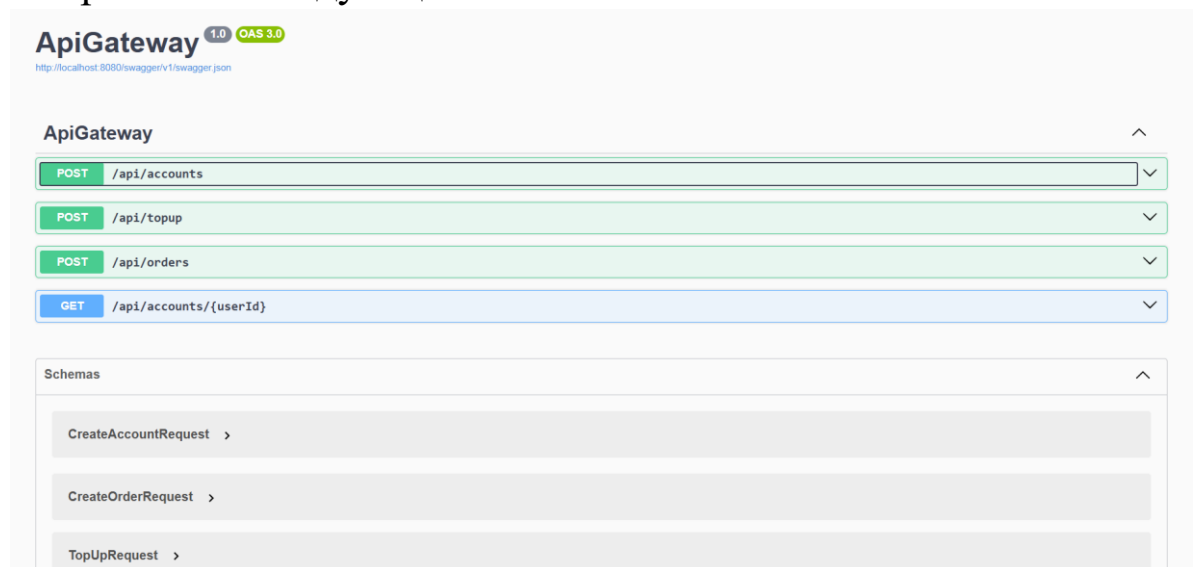 ApiGateway 1.0 OAS 3.0
http://localhost:8080/swagger/v1/swagger.json
ApiGateway
POST /api/accounts
POST /api/topup
POST /api/orders
GET /api/accounts/{userId}
Schemas
CreateAccountRequest
CreateOrderRequest
TopUpRequest